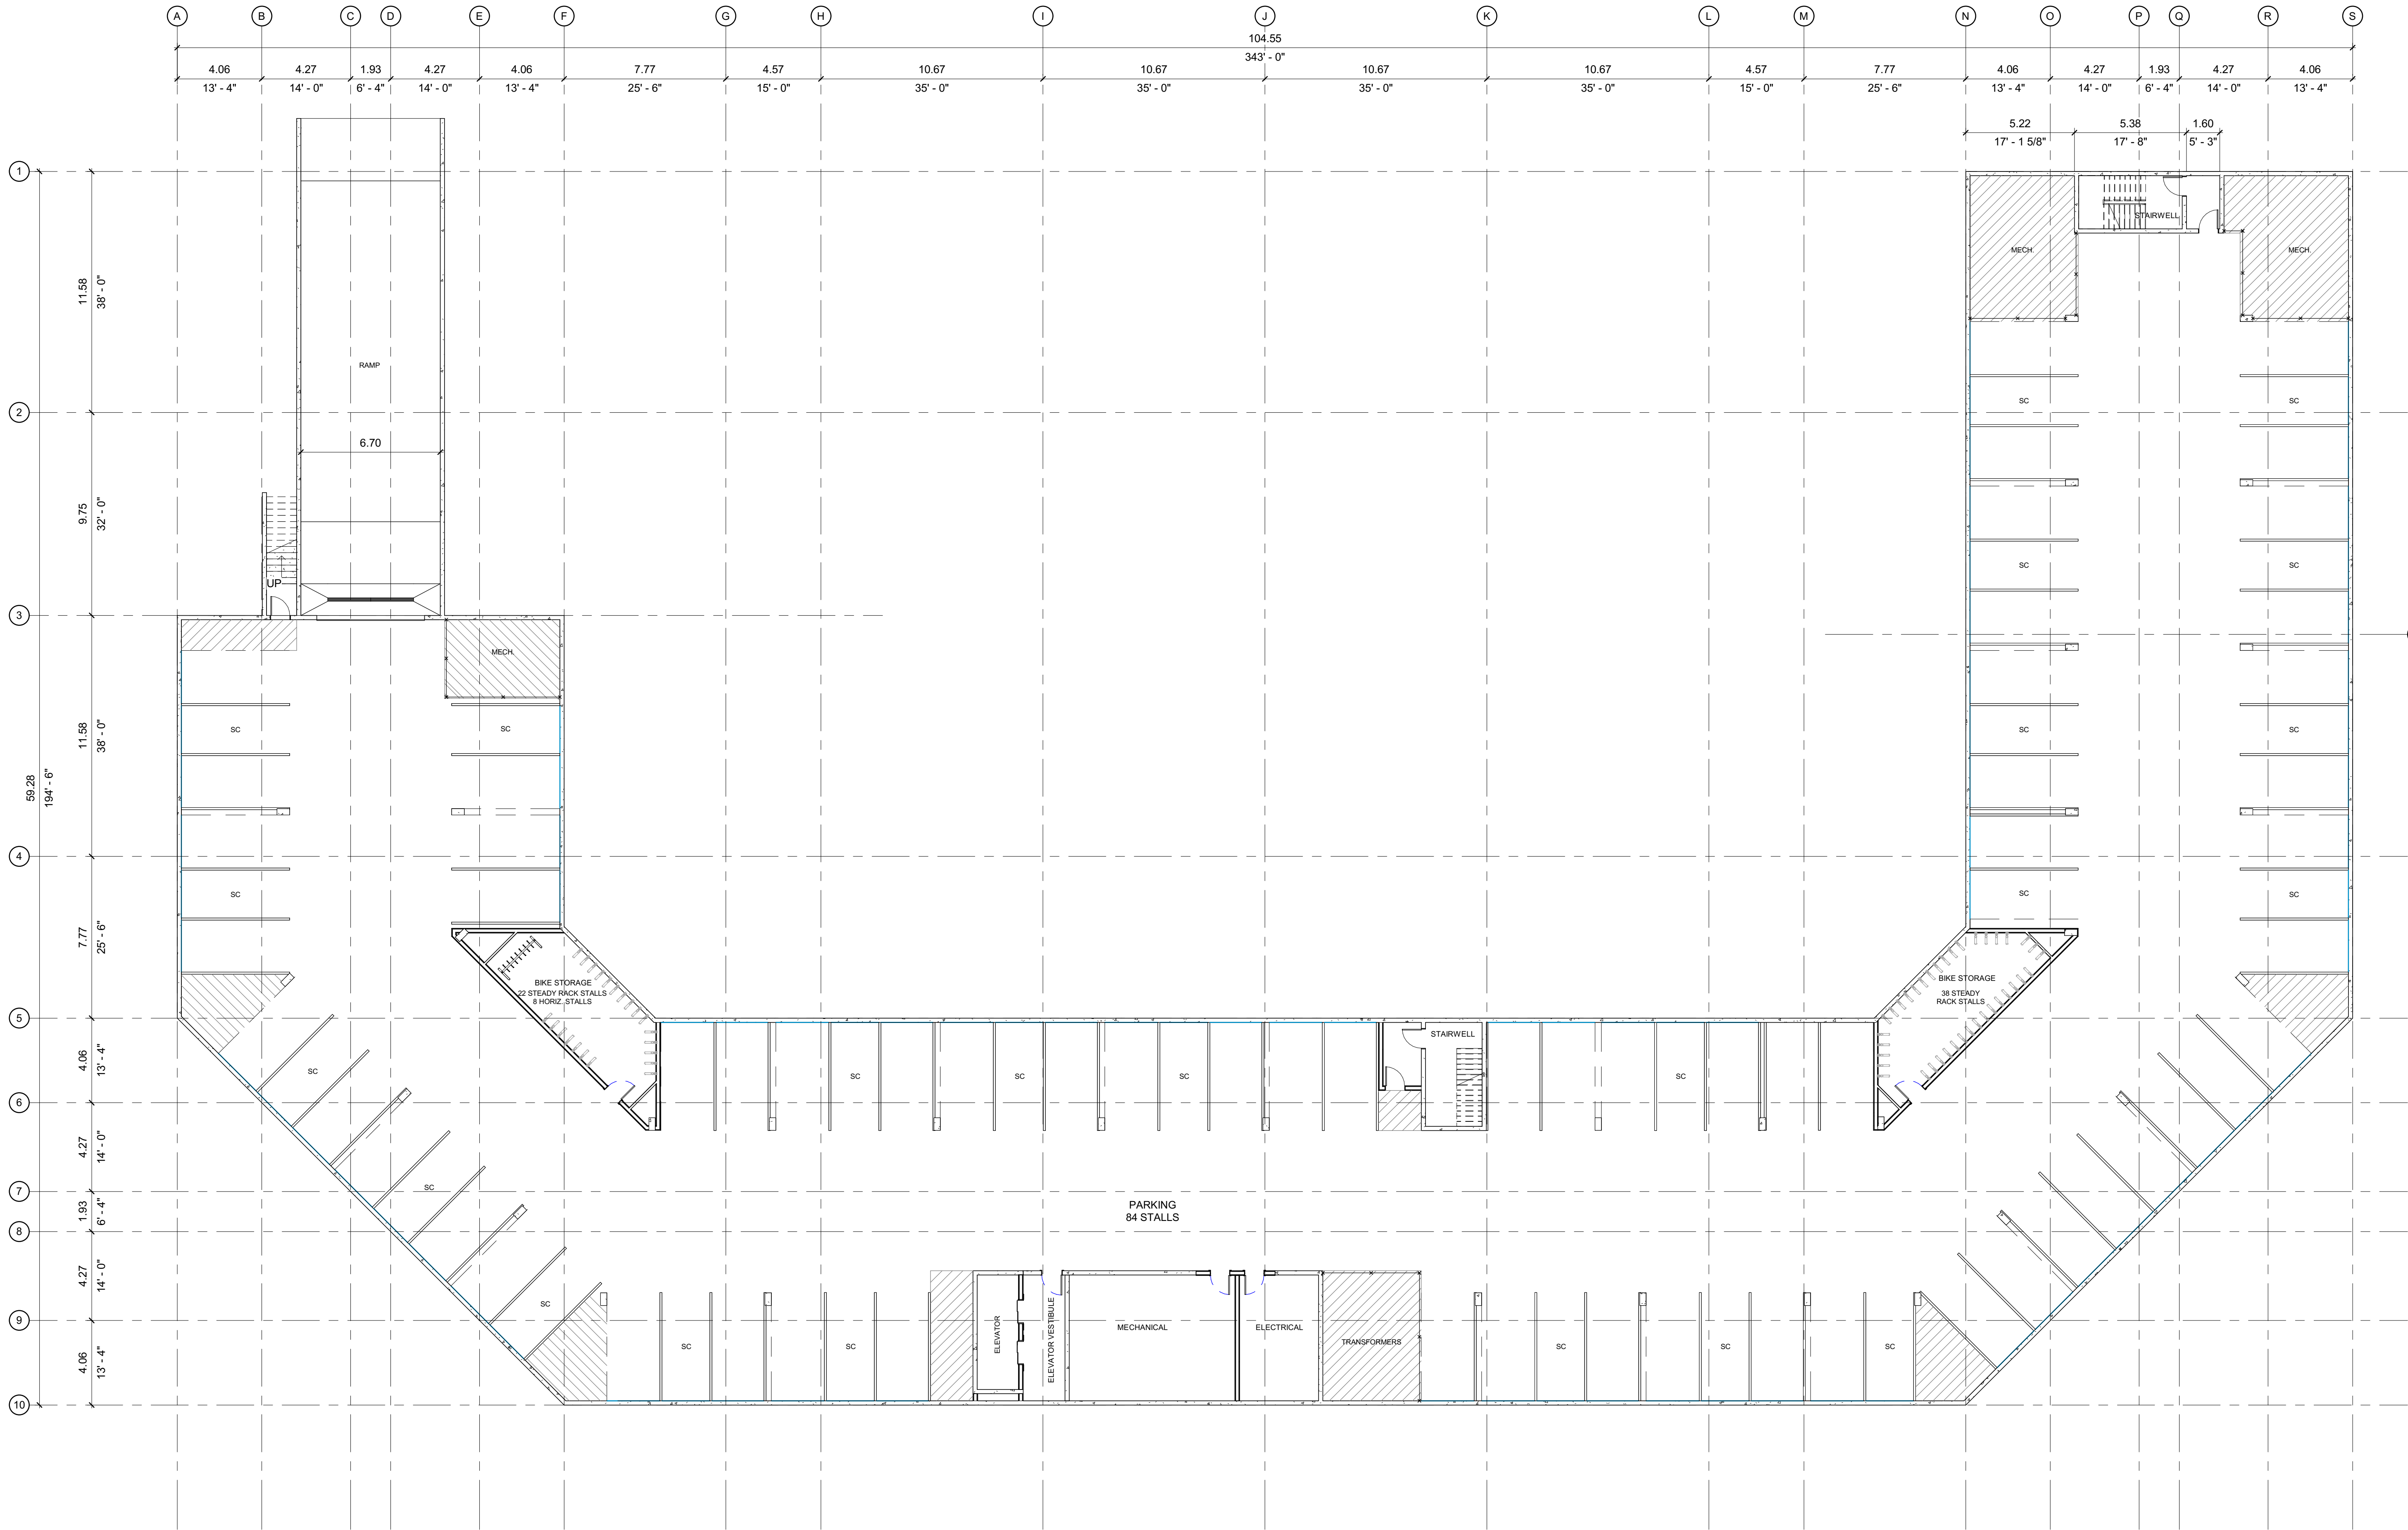 A B C D E F G H I J K L M N O P Q R S
104.55
343' - 0"
4.06 4.27 1.93 4.27 4.06 7.77 4.57 10.67 10.67 10.67 10.67 4.57 7.77 4.06 4.27 1.93 4.27 4.06
13' - 4" 14' - 0" 6' - 4" 14' - 0" 13' - 4" 25' - 6" 15' - 0" 35' - 0" 35' - 0" 35' - 0" 35' - 0" 15' - 0" 25' - 6" 13' - 4" 14' - 0" 6' - 4" 14' - 0" 13' - 4"
5.22 5.38 1.60
17' - 1 5/8" 17' - 8" 5' - 3"
1
STAIRWELL
MECH. MECH.
11.58
38' - 0"
RAMP
SC SC
2
6.70
9.75
32' - 0"
SC SC
UP
3
MECH.
SC SC SC SC
11.58
38' - 0"
59.28
194' - 6"
4
SC SC SC
7.77
25' - 6"
BIKE STORAGE
22 STEADY RACK STALLS
8 HORIZ. STALLS
BIKE STORAGE
38 STEADY
RACK STALLS
5
STAIRWELL
4.06
13' - 4"
SC SC SC SC SC
6
4.27
14' - 0"
SC
7
PARKING
84 STALLS
1.93
6' - 4"
8
4.27
14' - 0"
SC
9
ELEVATOR
ELEVATOR VESTIBULE
MECHANICAL
ELECTRICAL
TRANSFORMERS
SC SC SC SC SC
4.06
13' - 4"
10